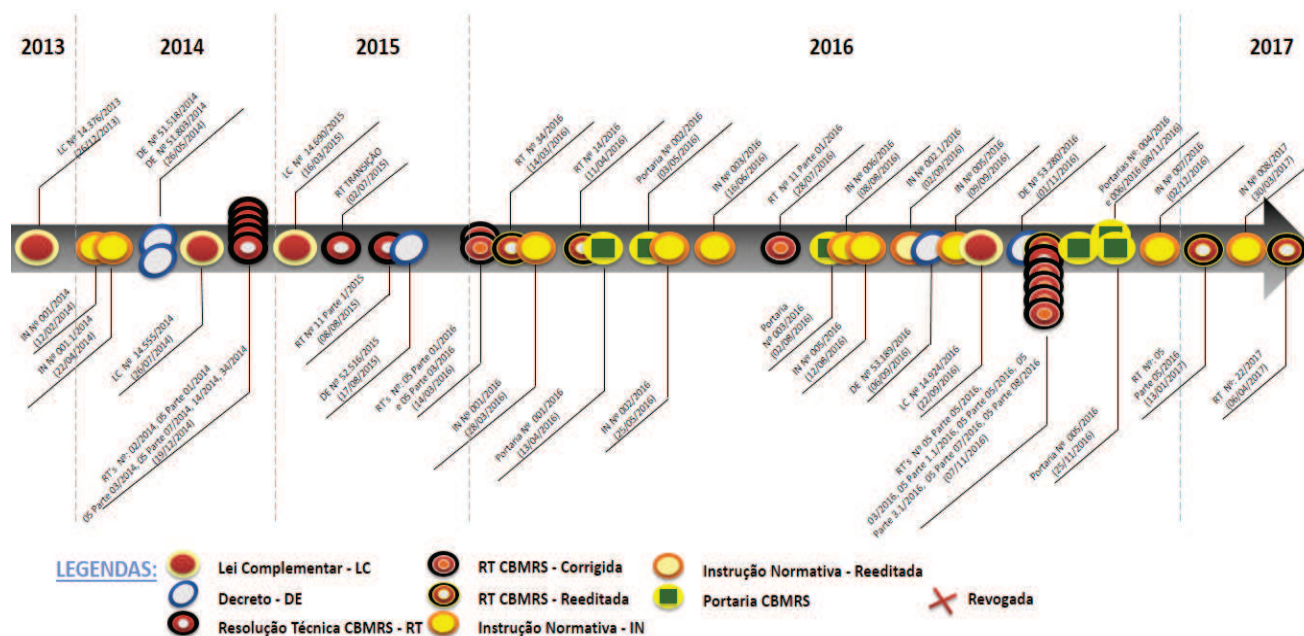 2013
2014
2015
2016
2017
LC Nº 14.376/2013
(26/12/2013)
DE Nº 51.518/2014
DE Nº 51.803/2014
(26/05/2014)
LC Nº 14.690/2015
(16/03/2015)
RT TRANSIÇÃO
(02/07/2015)
RT Nº 34/2016
(14/03/2016)
RT Nº 14/2016
(11/04/2016)
Portaria Nº 002/2016
(03/05/2016)
IN Nº 003/2016
(16/06/2016)
RT Nº 11 Parte 01/2016
(28/07/2016)
IN Nº 006/2016
(08/08/2016)
IN Nº 002.1/2016
(02/09/2016)
IN Nº 005/2016
(09/09/2016)
DE Nº 53.280/2016
(01/11/2016)
Portarias Nº: 004/2016
e 006/2016 (08/11/2016)
IN Nº 007/2016
(02/11/2016)
IN Nº 008/2017
(30/03/2017)
IN Nº 001/2014
(12/02/2014)
IN Nº 001.1/2014
(22/04/2014)
LC Nº 14.555/2014
(26/07/2014)
RT's Nº: 02/2014, 05 Parte 01/2014
05 Parte 03/2014, 05 Parte 07/2014, 14/2014, 34/2014
(19/12/2014)
RT Nº 11 Parte 1/2015
(08/08/2015)
DE Nº 52.516/2015
(17/08/2015)
RT's Nº: 05 Parte 01/2016
e 05 Parte 03/2016
(14/03/2016)
IN Nº 001/2016
(28/03/2016)
Portaria Nº 001/2016
(13/04/2016)
IN Nº 002/2016
(25/05/2016)
Portaria
Nº 003/2016
(02/08/2016)
IN Nº 005/2016
(12/08/2016)
DE Nº 53.189/2016
(06/09/2016)
LC Nº 14.924/2016
(22/09/2016)
RT's Nº 05 Parte 05/2016,
03/2016, 05 Parte 1.1/2016, 05 Parte 05/2016, 05
Parte 3.1/2016, 05 Parte 07/2016, 05 Parte 08/2016
(07/11/2016)
Portaria Nº 005/2016
(25/11/2016)
RT Nº: 05
Parte 05/2016
(13/01/2017)
RT Nº: 22/2017
(06/04/2017)
LEGENDAS:
Lei Complementar - LC
Decreto - DE
Resolução Técnica CBMRS - RT
RT CBMRS - Corrigida
RT CBMRS - Reeditada
Instrução Normativa - IN
Instrução Normativa - Reeditada
Portaria CBMRS
Revogada